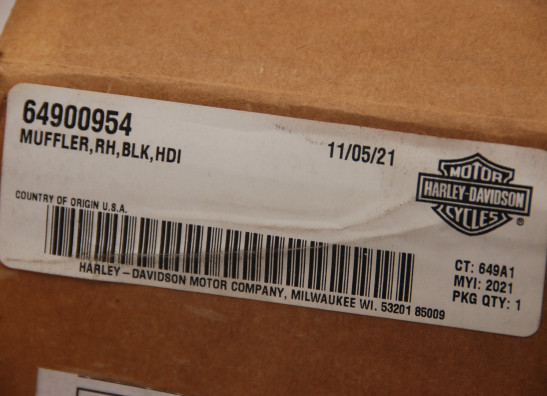 64900954
MUFFLER,RH,BLK,HDI
11/05/21
MOTOR
HARLEY-DAVIDSON
CYCLES
®
COUNTRY OF ORIGIN U.S.A.
HARLEY – DAVIDSON MOTOR COMPANY, MILWAUKEE WI. 53201 85009
CT: 649A1
MYI: 2021
PKG QTY: 1